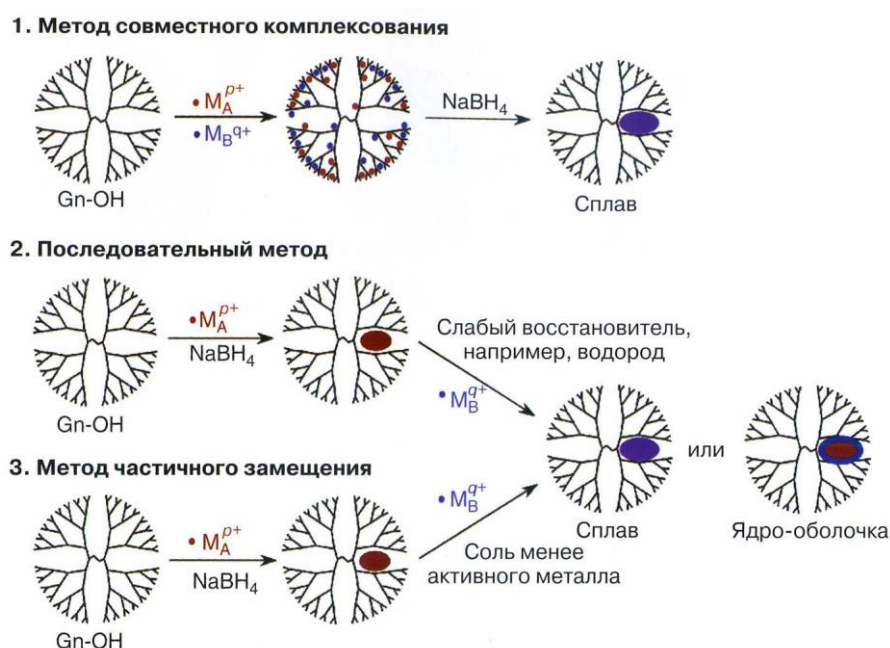 1. Метод совместного комплексования
• M_A^{p+}
• M_B^{q+}
NaBH₄
Gn-OH
Сплав
2. Последовательный метод
• M_A^{p+}
NaBH₄
Слабый восстановитель,
например, водород
• M_B^{q+}
Gn-OH
3. Метод частичного замещения
• M_A^{p+}
NaBH₄
• M_B^{q+}
Соль менее
активного металла
Gn-OH
Сплав
или
Ядро-оболочка